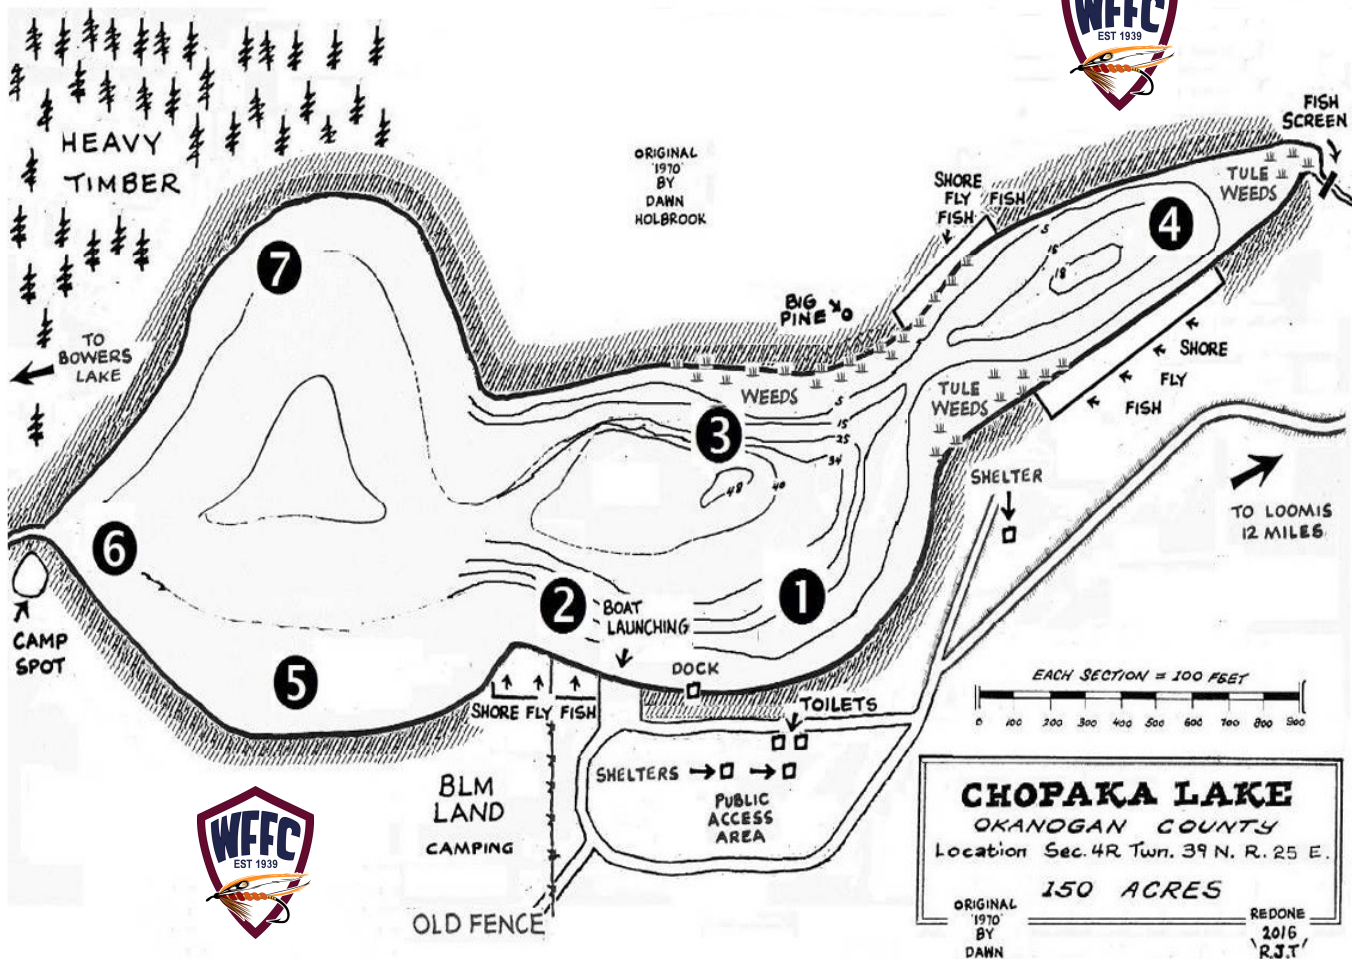 WFFC
EST 1939
FISH
SCREEN
HEAVY
TIMBER
ORIGINAL
'1970'
BY
DAWN
HOLBROOK
SHORE
FLY FISH
FISH
TULE
WEEDS
4
7
5
15
18
BIG
PINE
TO
BOWERS
LAKE
SHORE
FLY
FISH
WEEDS
TULE
WEEDS
3
5
15
25
34
40
48
SHELTER
TO LOOMIS
12 MILES
6
2
1
BOAT
LAUNCHING
CAMP
SPOT
5
DOCK
EACH SECTION = 100 FEET
0 100 200 300 400 500 600 700 800 900
SHORE FLY FISH
TOILETS
SHELTERS
PUBLIC
ACCESS
AREA
BLM
LAND
CAMPING
WFFC
EST 1939
OLD FENCE
CHOPAKA LAKE
OKANOGAN COUNTY
Location Sec. 4R Twn. 39 N. R. 25 E.
150 ACRES
ORIGINAL
'1970'
BY
DAWN
REDONE
2016
'R.J.T'